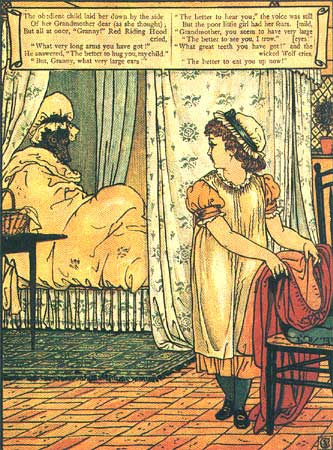 The obedient child laid her down by the side
Of her Grandmother dear (as she thought);
But all at once, "Granny!" Red Riding Hood
cried,
"What very long arms you have got!"
He answered, "The better to hug you, my child."
"But, Granny, what very large ears!"
"The better to hear you;" the voice was still
But the poor little girl had her fears. [mild,
"Grandmother, you seem to have very large
"The better to see you, I trow." [eyes".
"What great teeth you have got!" and the
wicked Wolf cries,
"The better to eat you up now!"